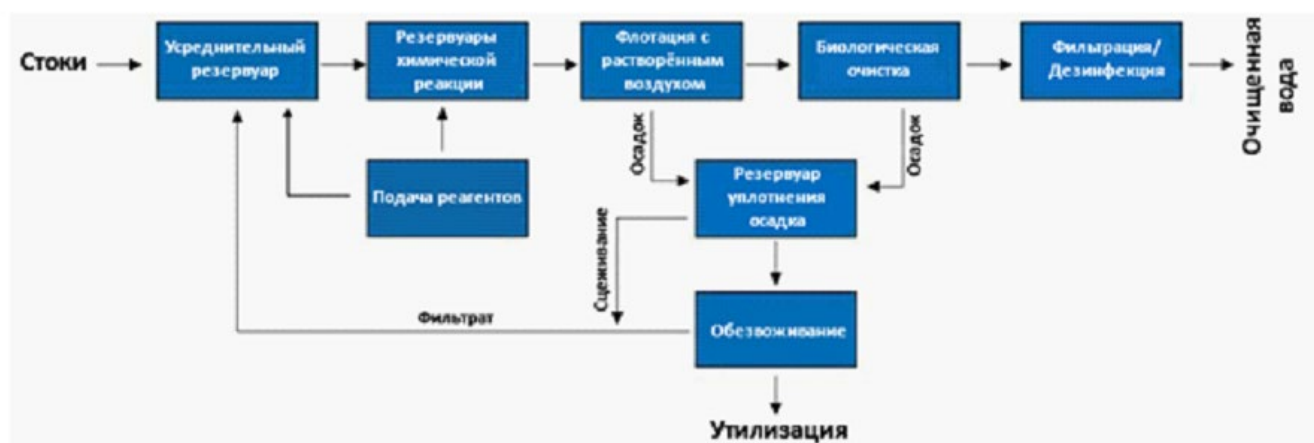 Стоки
Усреднительный
резервуар
Резервуары
химической
реакции
Флотация с
растворённым
воздухом
Биологическая
очистка
Фильтрация/
Дезинфекция
Очищенная
вода
Подача реагентов
Осадок
Осадок
Резервуар
уплотнения
осадка
Сцеживание
Фильтрат
Обезвоживание
Утилизация